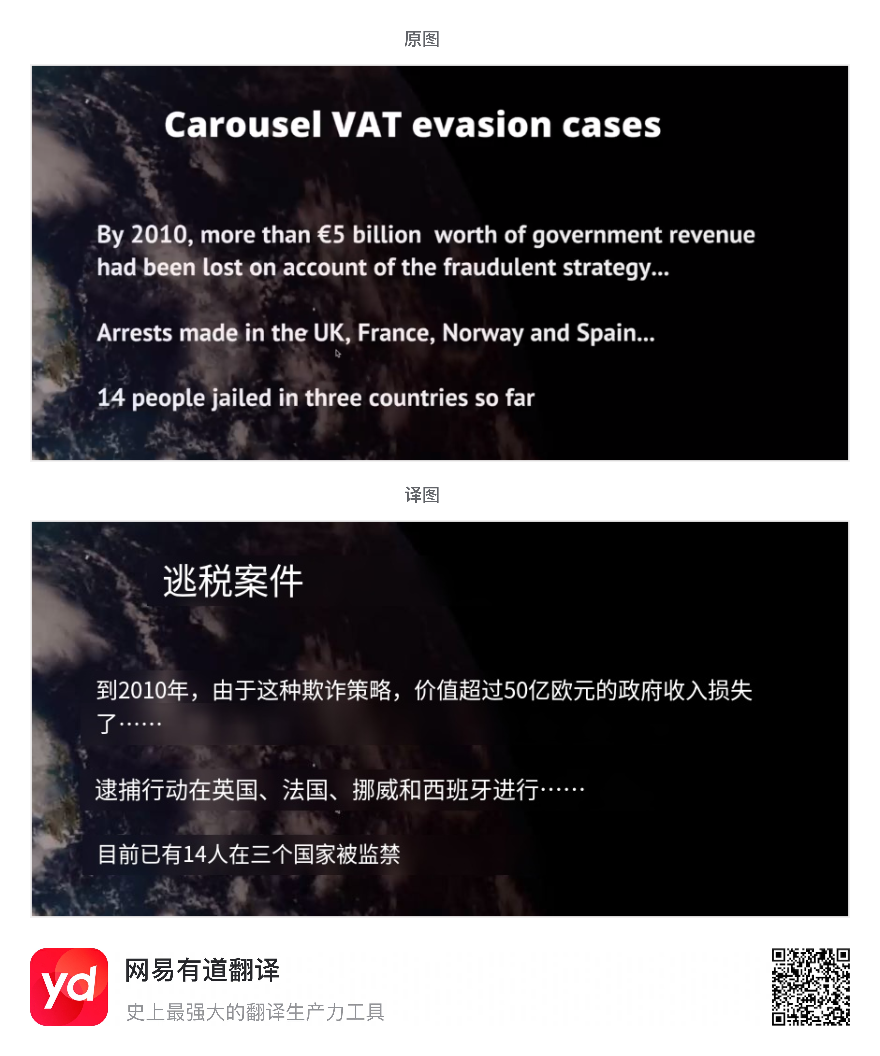 原图
Carousel VAT evasion cases
By 2010, more than €5 billion  worth of government revenue
had been lost on account of the fraudulent strategy...
Arrests made in the UK, France, Norway and Spain...
14 people jailed in three countries so far
译图
逃税案件
到2010年，由于这种欺诈策略，价值超过50亿欧元的政府收入损失
了……
逮捕行动在英国、法国、挪威和西班牙进行……
目前已有14人在三个国家被监禁
yd
网易有道翻译
史上最强大的翻译生产力工具